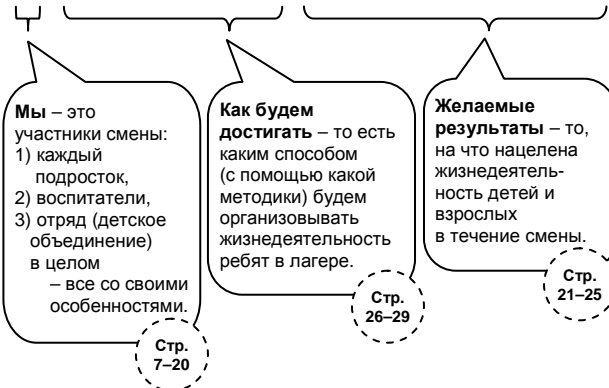 Мы – это
участники смены:
1) каждый
подросток,
2) воспитатели,
3) отряд (детское
объединение)
в целом
– все со своими
особенностями.
Стр.
7–20
Как будем
достигать – то есть
каким способом
(с помощью какой
методики) будем
организовывать
жизнедеятельность
ребят в лагере.
Стр.
26–29
Желаемые
результаты – то,
на что нацелена
жизнедеятель-
ность детей и
взрослых
в течение смены.
Стр.
21–25